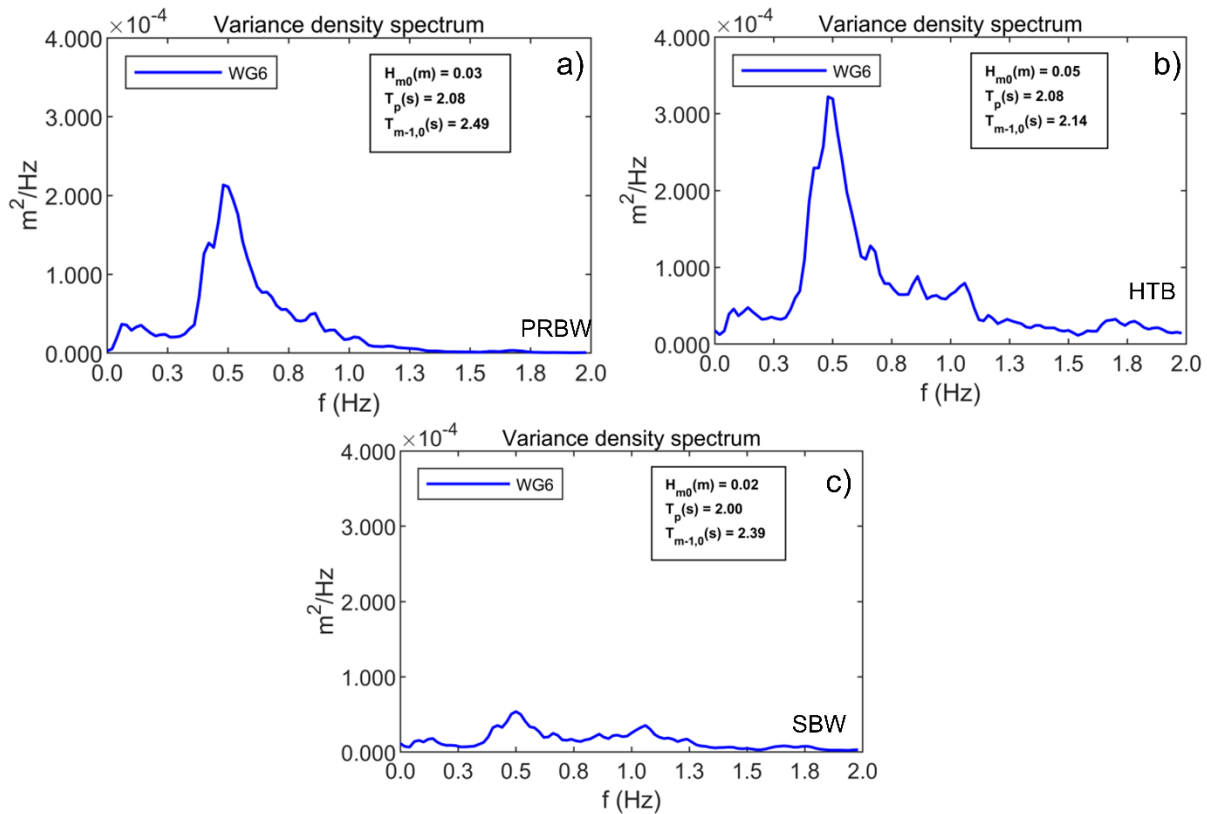 ×10⁻⁴ Variance density spectrum
4.000
3.000
2.000
1.000
0.000
m²/Hz
WG6
Hm0(m) = 0.03
Tp(s) = 2.08
Tm-1,0(s) = 2.49
a)
PRBW
0.0 0.3 0.5 0.8 1.0 1.3 1.5 1.8 2.0
f (Hz)
×10⁻⁴ Variance density spectrum
4.000
3.000
2.000
1.000
0.000
m²/Hz
WG6
Hm0(m) = 0.05
Tp(s) = 2.08
Tm-1,0(s) = 2.14
b)
HTB
0.0 0.3 0.5 0.8 1.0 1.3 1.5 1.8 2.0
f (Hz)
×10⁻⁴ Variance density spectrum
4.000
3.000
2.000
1.000
0.000
m²/Hz
WG6
Hm0(m) = 0.02
Tp(s) = 2.00
Tm-1,0(s) = 2.39
c)
SBW
0.0 0.3 0.5 0.8 1.0 1.3 1.5 1.8 2.0
f (Hz)